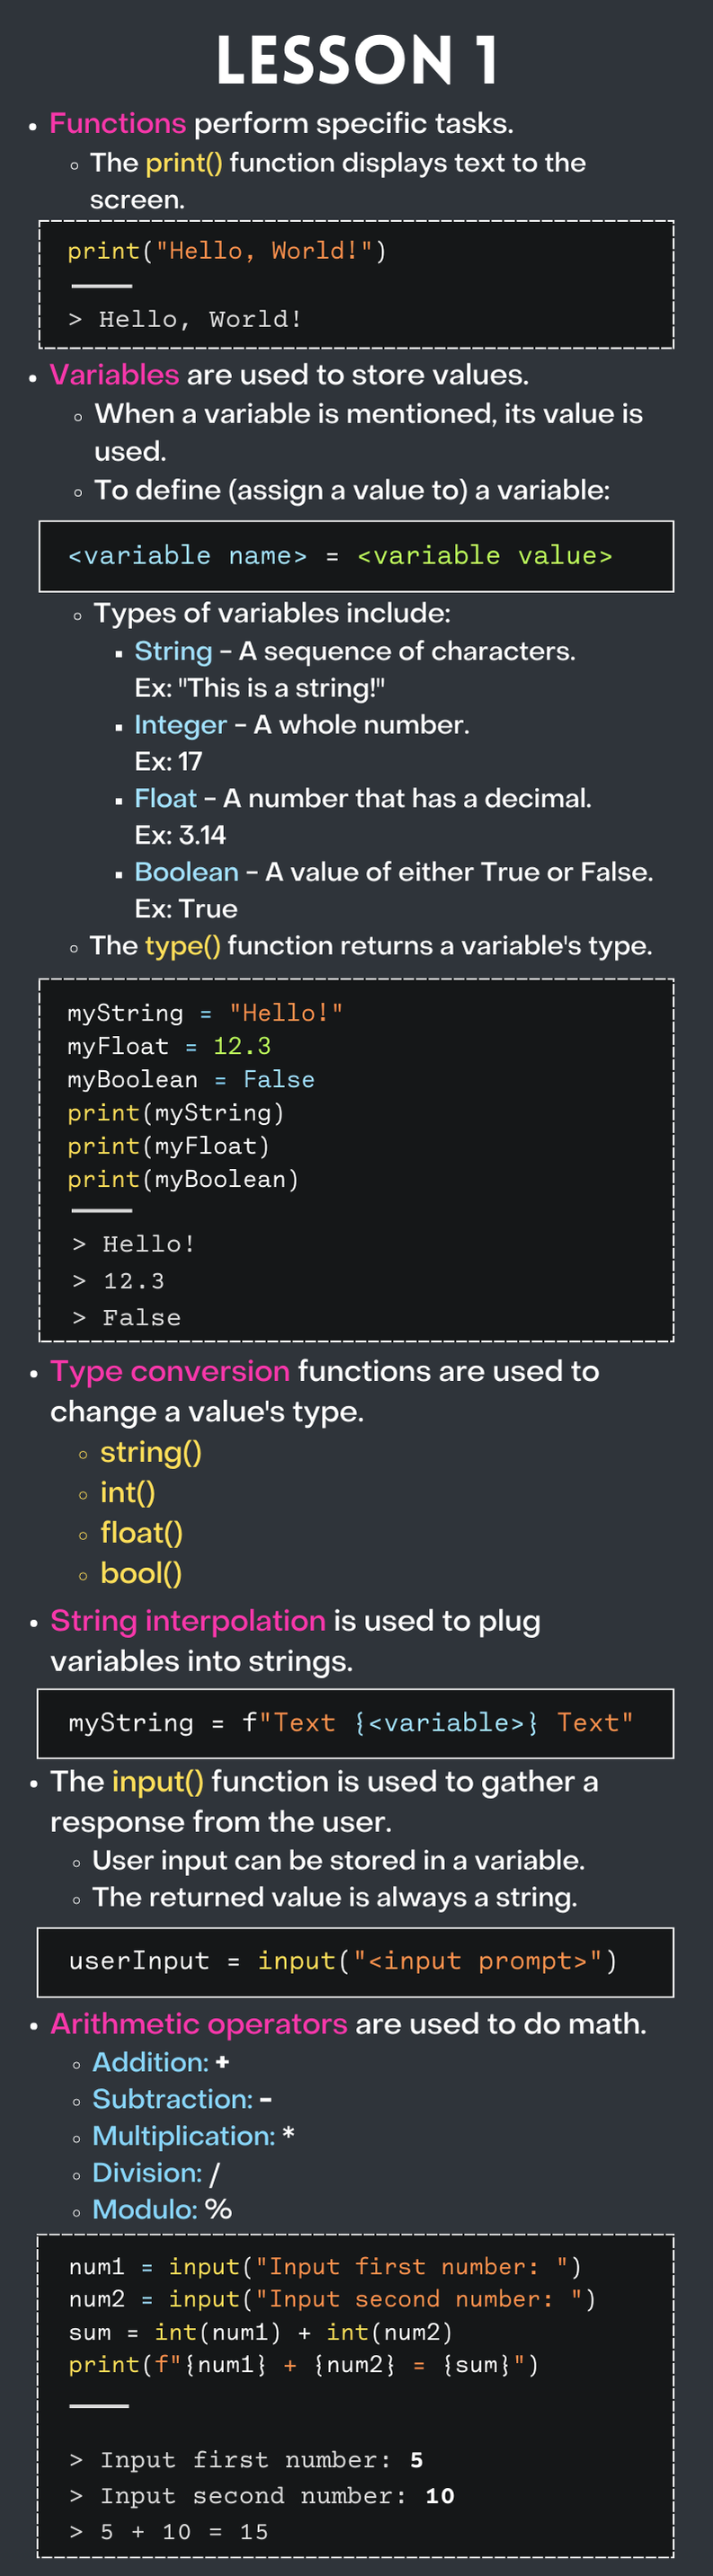 LESSON 1
• Functions perform specific tasks.
◦ The print() function displays text to the
screen.
print("Hello, World!")
> Hello, World!
• Variables are used to store values.
◦ When a variable is mentioned, its value is
used.
◦ To define (assign a value to) a variable:
<variable name> = <variable value>
◦ Types of variables include:
▪ String - A sequence of characters.
Ex: "This is a string!"
▪ Integer - A whole number.
Ex: 17
▪ Float - A number that has a decimal.
Ex: 3.14
▪ Boolean - A value of either True or False.
Ex: True
◦ The type() function returns a variable's type.
myString = "Hello!"
myFloat = 12.3
myBoolean = False
print(myString)
print(myFloat)
print(myBoolean)
> Hello!
> 12.3
> False
• Type conversion functions are used to
change a value's type.
◦ string()
◦ int()
◦ float()
◦ bool()
• String interpolation is used to plug
variables into strings.
myString = f"Text {<variable>} Text"
• The input() function is used to gather a
response from the user.
◦ User input can be stored in a variable.
◦ The returned value is always a string.
userInput = input("<input prompt>")
• Arithmetic operators are used to do math.
◦ Addition: +
◦ Subtraction: -
◦ Multiplication: *
◦ Division: /
◦ Modulo: %
num1 = input("Input first number: ")
num2 = input("Input second number: ")
sum = int(num1) + int(num2)
print(f"{num1} + {num2} = {sum}")
> Input first number: 5
> Input second number: 10
> 5 + 10 = 15